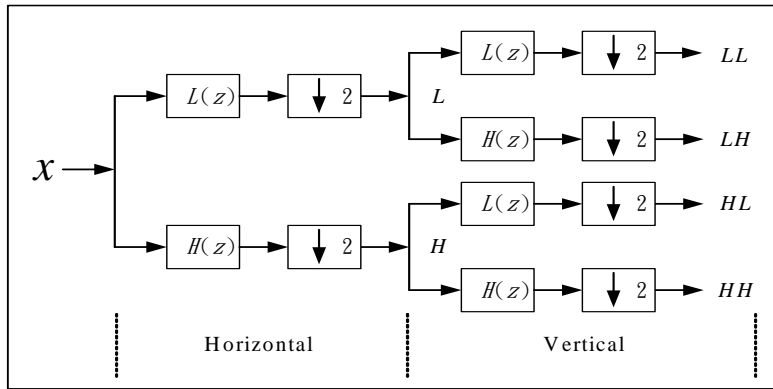 L(z) ↓ 2 LL
L(z) ↓ 2 L
H(z) ↓ 2 LH
x
L(z) ↓ 2 HL
H(z) ↓ 2 H
H(z) ↓ 2 HH
Horizontal Vertical